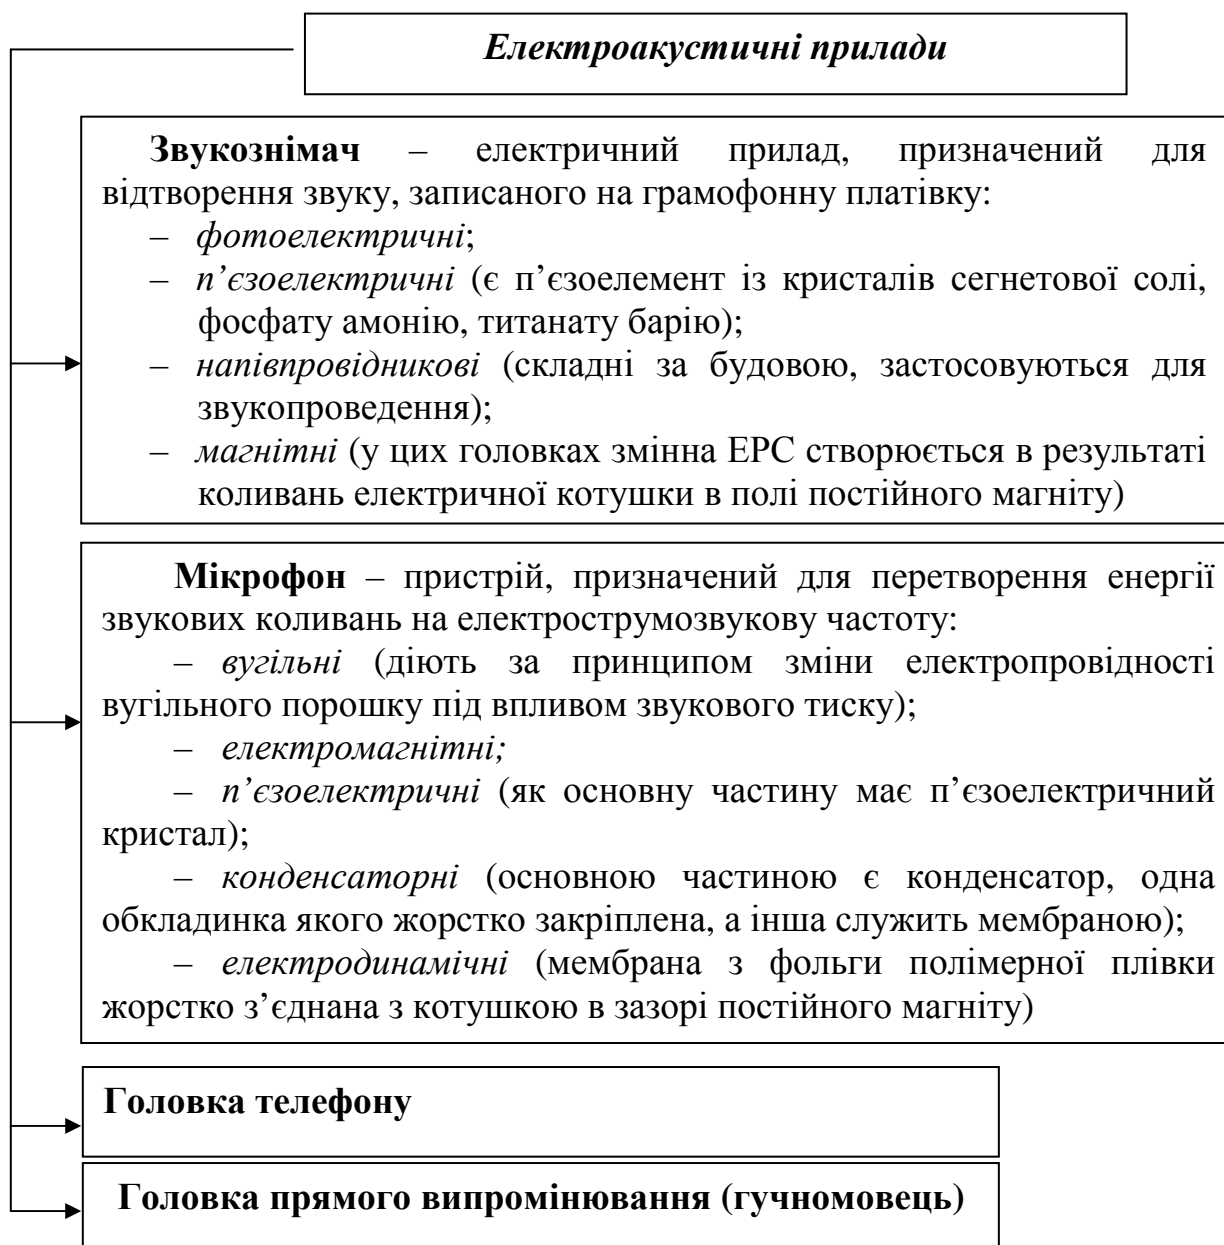 Електроакустичні прилади
Звукознімач – електричний прилад, призначений для
відтворення звуку, записаного на грамофонну платівку:
– фотоелектричні;
– п'єзоелектричні (є п’єзоелемент із кристалів сегнетової солі,
фосфату амонію, титанату барію);
– напівпровідникові (складні за будовою, застосовуються для
звукопроведення);
– магнітні (у цих головках змінна ЕРС створюється в результаті
коливань електричної котушки в полі постійного магніту)
Мікрофон – пристрій, призначений для перетворення енергії
звукових коливань на електрострумозвукову частоту:
– вугільні (діють за принципом зміни електропровідності
вугільного порошку під впливом звукового тиску);
– електромагнітні;
– п’єзоелектричні (як основну частину має п’єзоелектричний
кристал);
– конденсаторні (основною частиною є конденсатор, одна
обкладинка якого жорстко закріплена, а інша служить мембраною);
– електродинамічні (мембрана з фольги полімерної плівки
жорстко з’єднана з котушкою в зазорі постійного магніту)
Головка телефону
Головка прямого випромінювання (гучномовець)